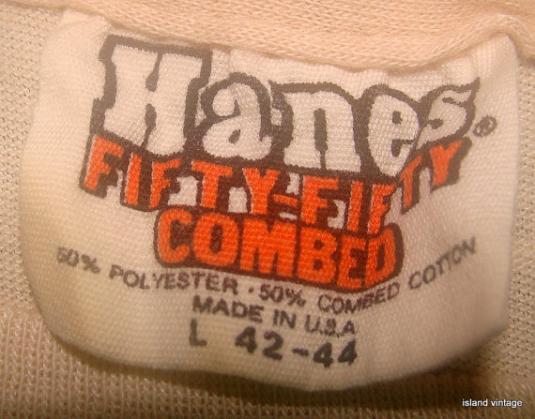 Hanes®
FIFTY-FIFTY
COMBED
50% POLYESTER · 50% COMBED COTTON
MADE IN U.S.A
L 42-44
island vintage